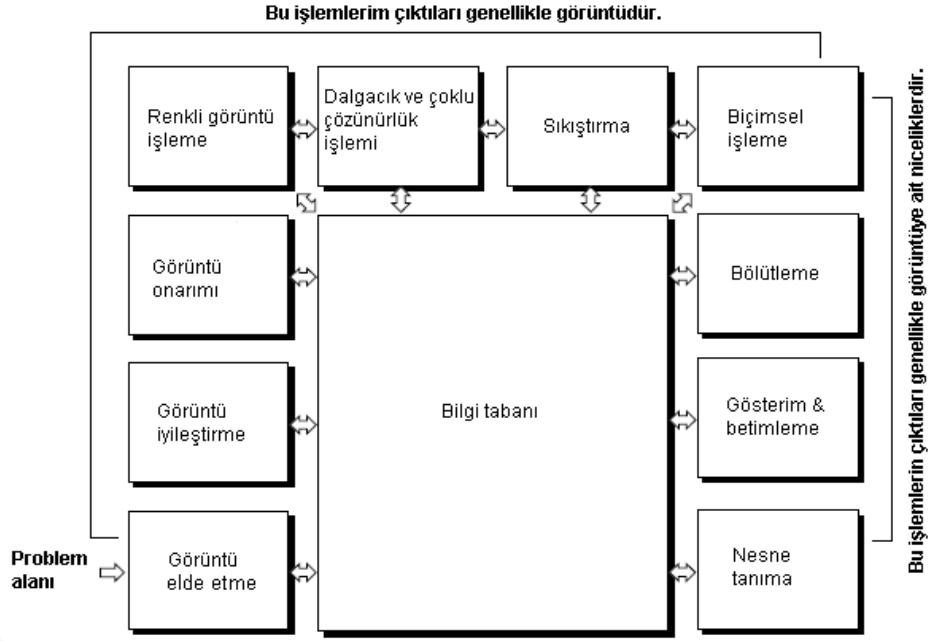 Bu işlemlerim çıktıları genellikle görüntüdür.
Renkli görüntü
işleme
Dalgacık ve çoklu
çözünürlük
işlemi
Sıkıştırma
Biçimsel
işleme
Görüntü
onarımı
Bölütleme
Görüntü
iyileştirme
Bilgi tabanı
Gösterim &
betimleme
Problem
alanı
Görüntü
elde etme
Nesne
tanıma
Bu işlemlerin çıktıları genellikle görüntüye ait niceliklerdir.